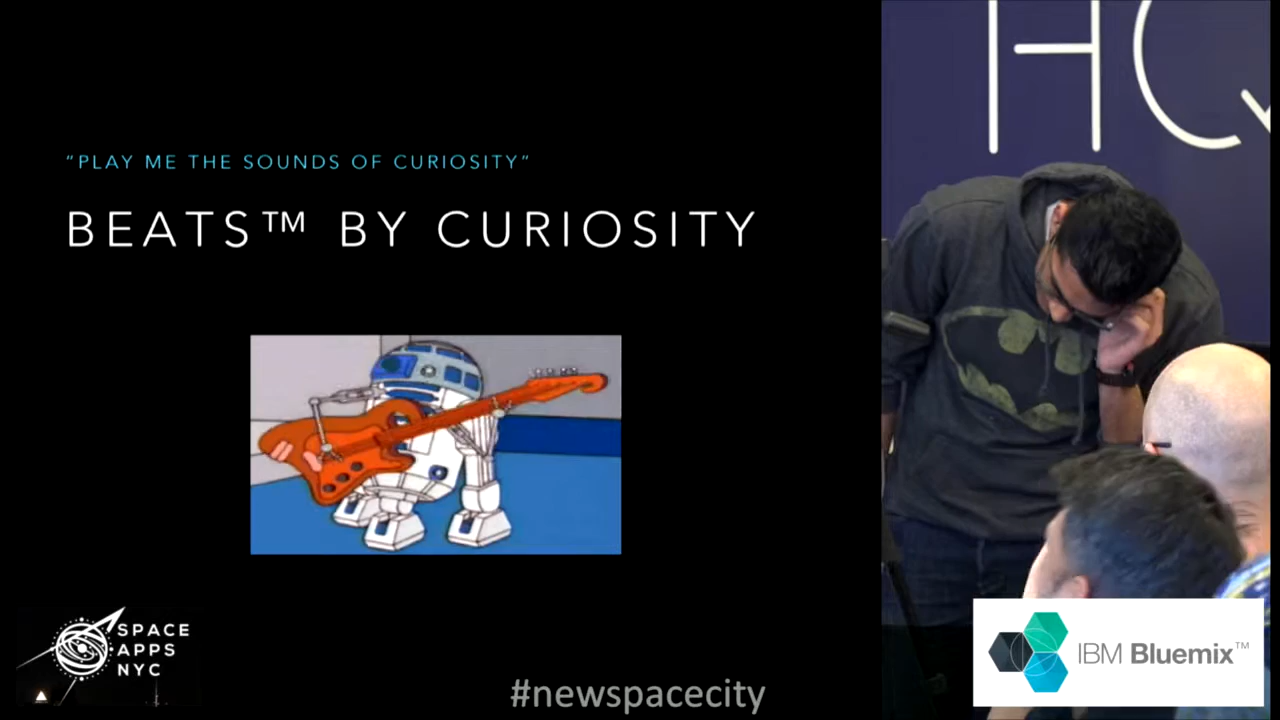 "PLAY ME THE SOUNDS OF CURIOSITY"
BEATS™ BY CURIOSITY
HQ
SPACE
APPS
NYC
#newspacecity
IBM Bluemix™